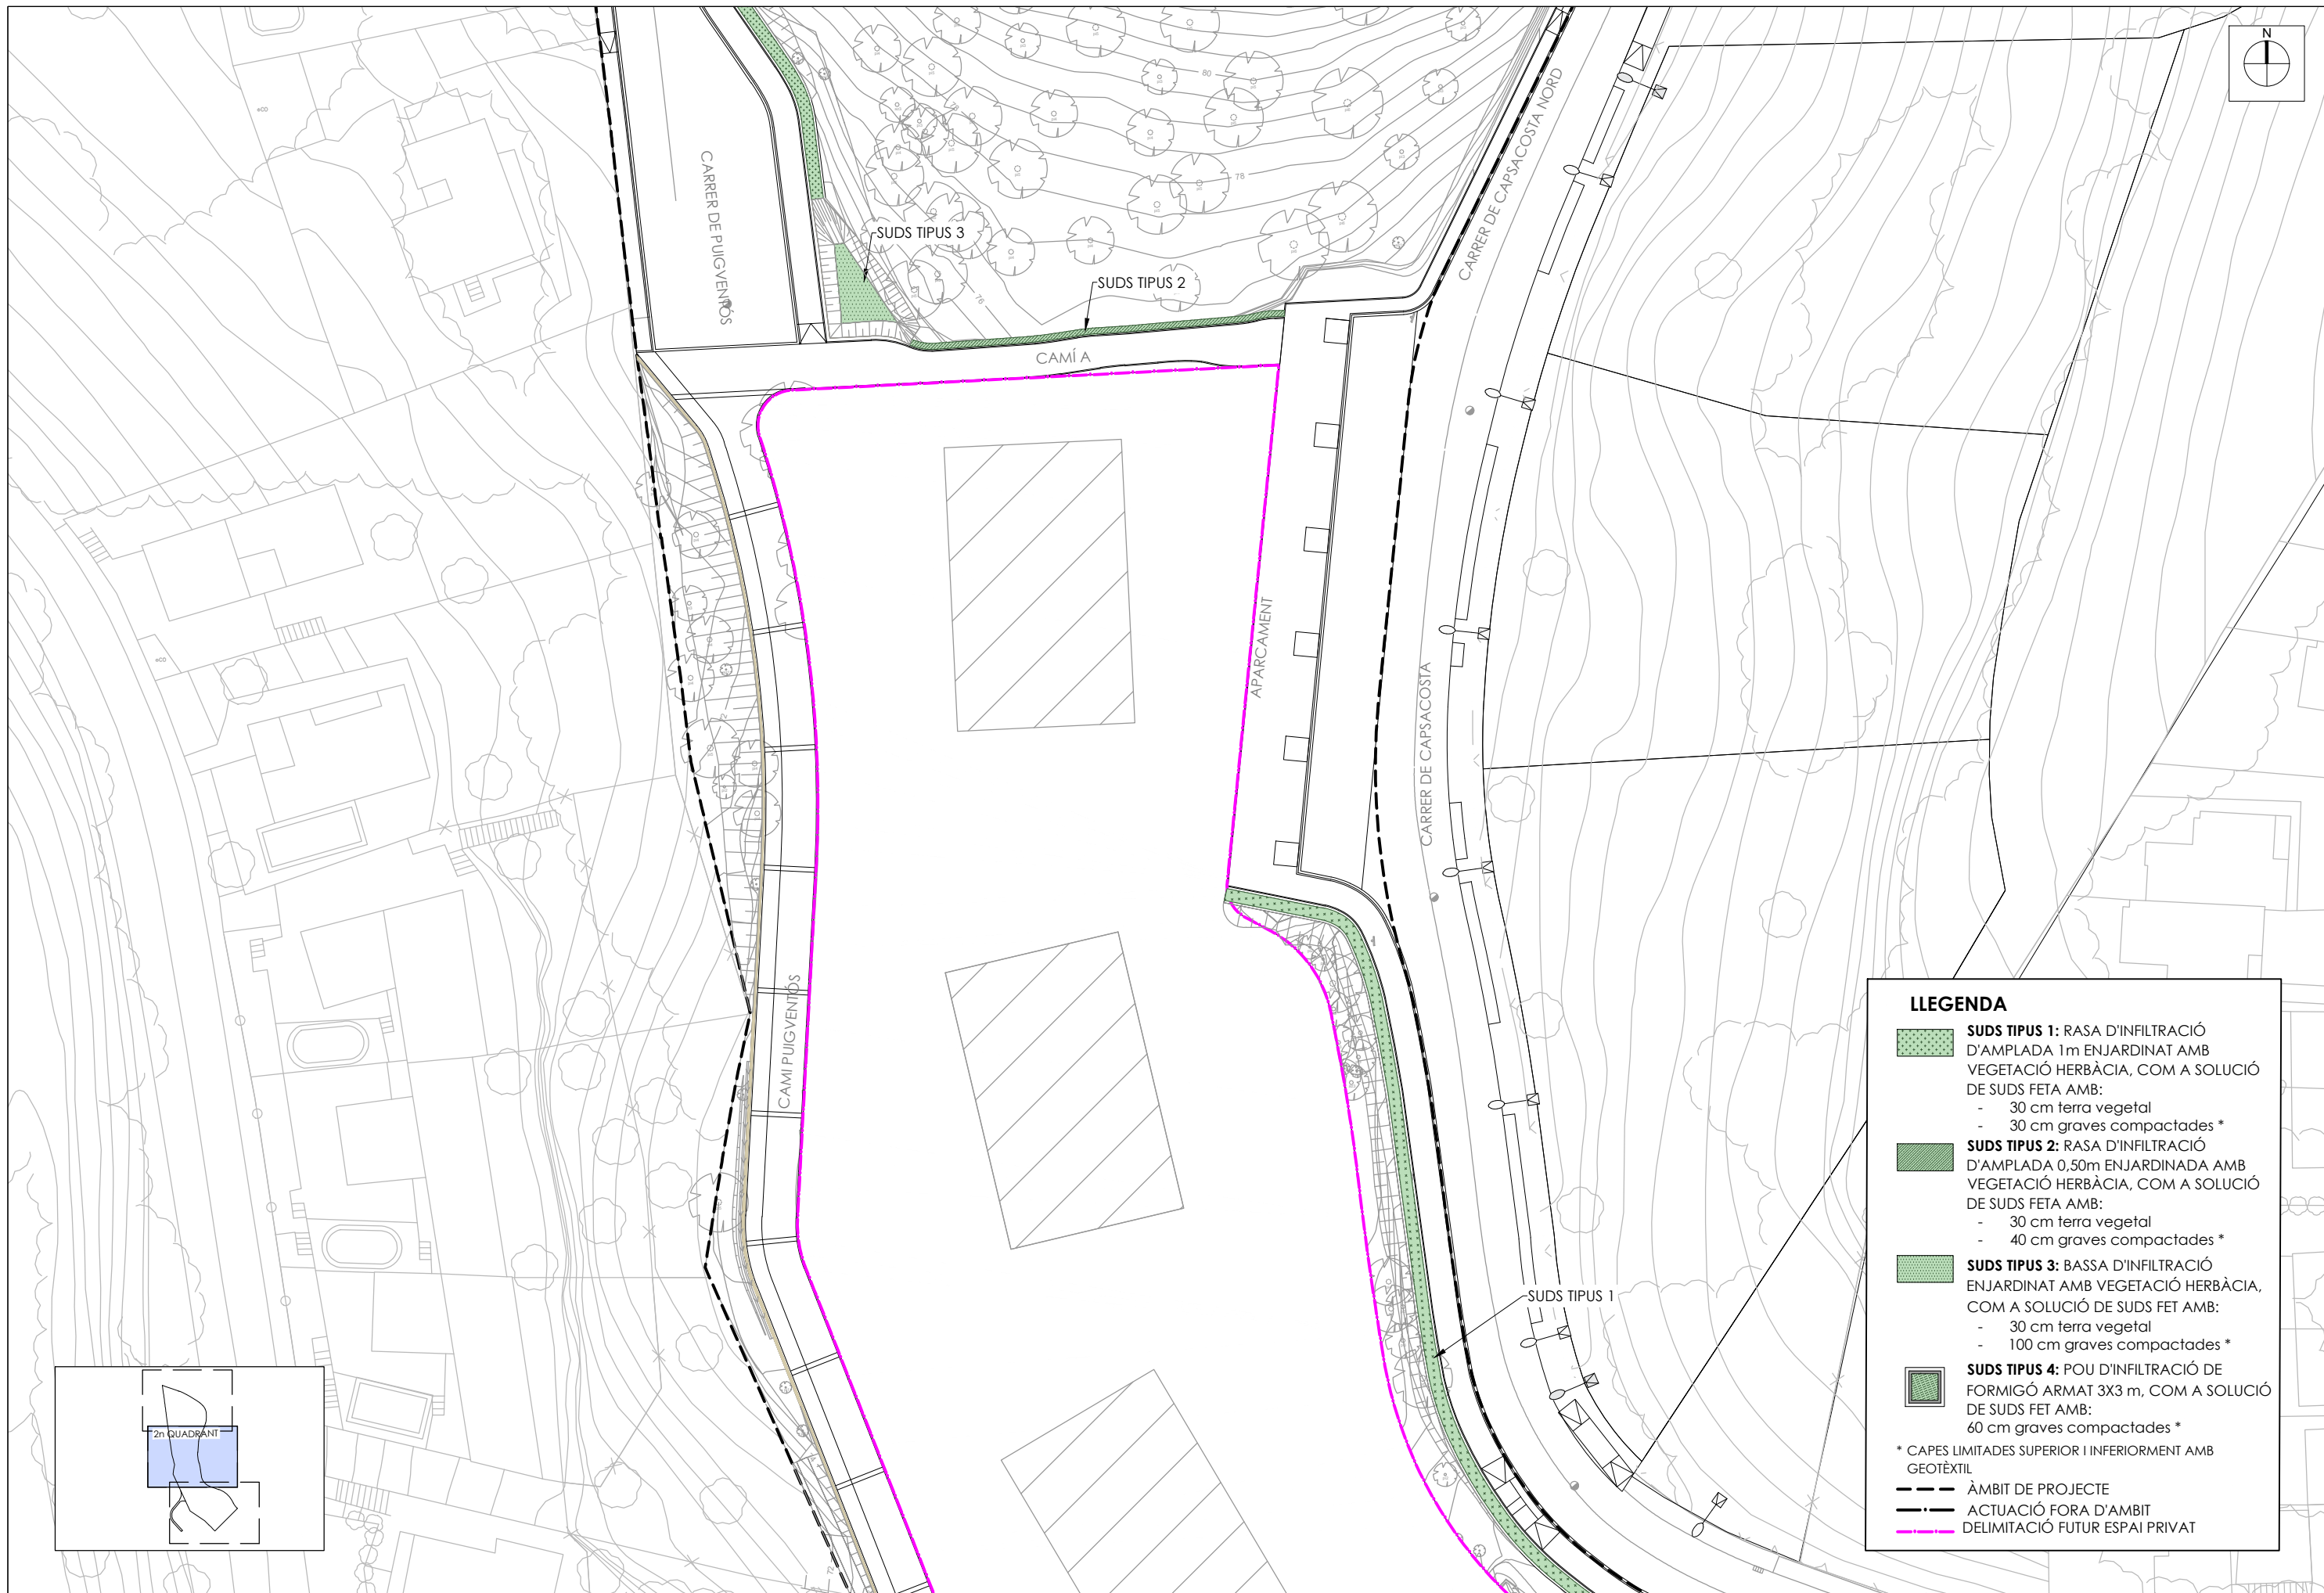 N
80
78
76
CARRER DE CAPSACOSTA NORD
CARRER DE PUIGVENTÓS
SUDS TIPUS 3
SUDS TIPUS 2
CAMÍ A
APARCAMENT
CARRER DE CAPSACOSTA
CAMI PUIGVENTÓS
72
SUDS TIPUS 1
72
2n QUADRANT
LLEGENDA
SUDS TIPUS 1: RASA D'INFILTRACIÓ
D'AMPLADA 1m ENJARDINAT AMB
VEGETACIÓ HERBÀCIA, COM A SOLUCIÓ
DE SUDS FETA AMB:
- 30 cm terra vegetal
- 30 cm graves compactades *
SUDS TIPUS 2: RASA D'INFILTRACIÓ
D'AMPLADA 0,50m ENJARDINADA AMB
VEGETACIÓ HERBÀCIA, COM A SOLUCIÓ
DE SUDS FETA AMB:
- 30 cm terra vegetal
- 40 cm graves compactades *
SUDS TIPUS 3: BASSA D'INFILTRACIÓ
ENJARDINAT AMB VEGETACIÓ HERBÀCIA,
COM A SOLUCIÓ DE SUDS FET AMB:
- 30 cm terra vegetal
- 100 cm graves compactades *
SUDS TIPUS 4: POU D'INFILTRACIÓ DE
FORMIGÓ ARMAT 3X3 m, COM A SOLUCIÓ
DE SUDS FET AMB:
60 cm graves compactades *
* CAPES LIMITADES SUPERIOR I INFERIORMENT AMB
GEOTÈXTIL
ÀMBIT DE PROJECTE
ACTUACIÓ FORA D'AMBIT
DELIMITACIÓ FUTUR ESPAI PRIVAT